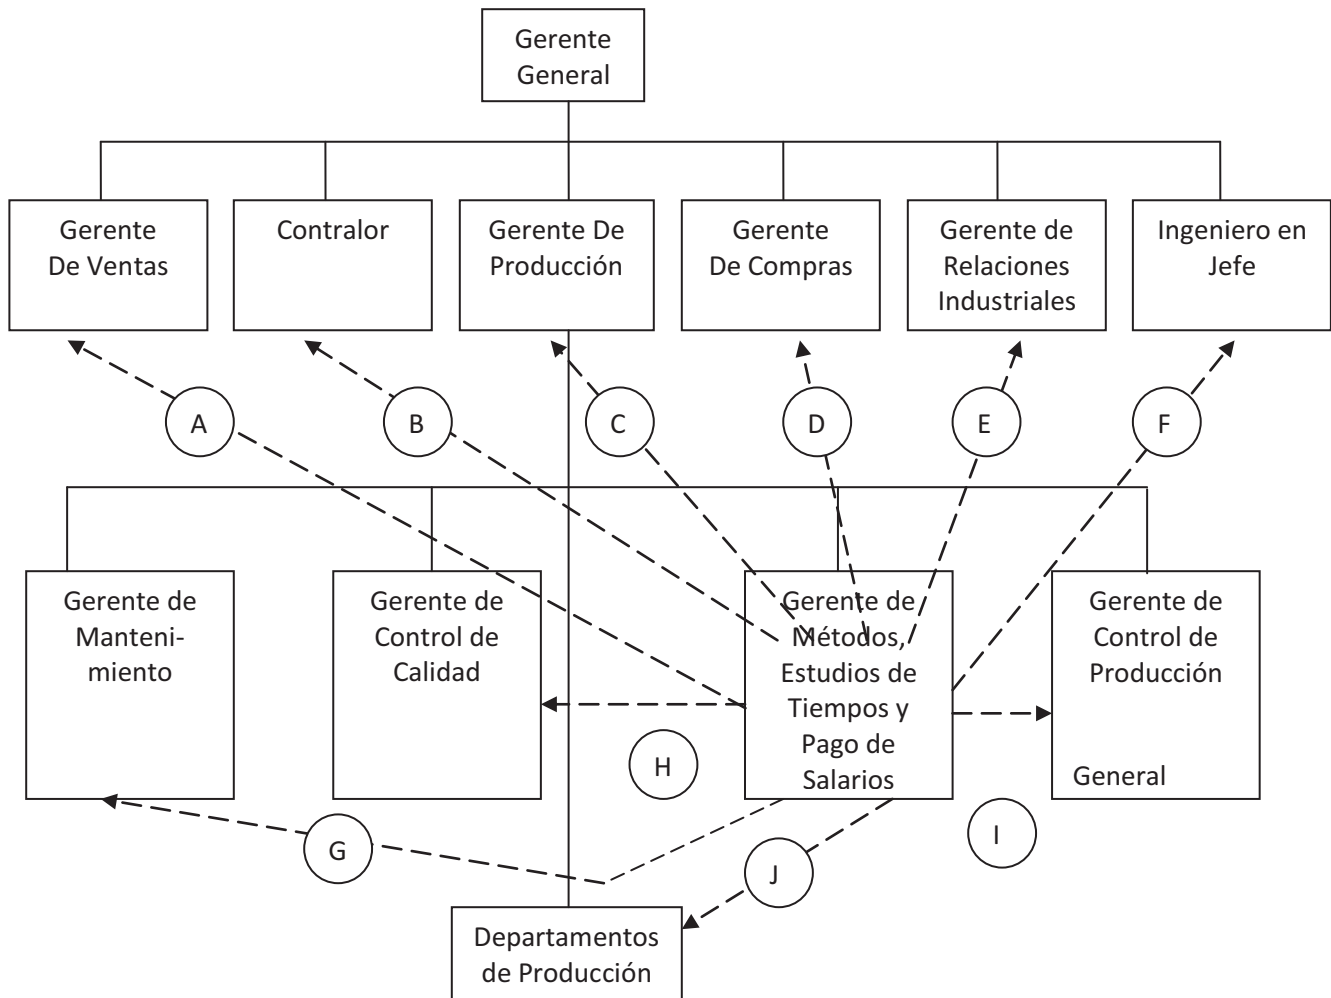 Gerente
General
Gerente
De Ventas
Contralor
Gerente De
Producción
Gerente
De Compras
Gerente de
Relaciones
Industriales
Ingeniero en
Jefe
A
B
C
D
E
F
Gerente de
Manteni-
miento
Gerente de
Control de
Calidad
Gerente de
Métodos,
Estudios de
Tiempos y
Pago de
Salarios
Gerente de
Control de
Producción
General
H
I
G
J
Departamentos
de Producción